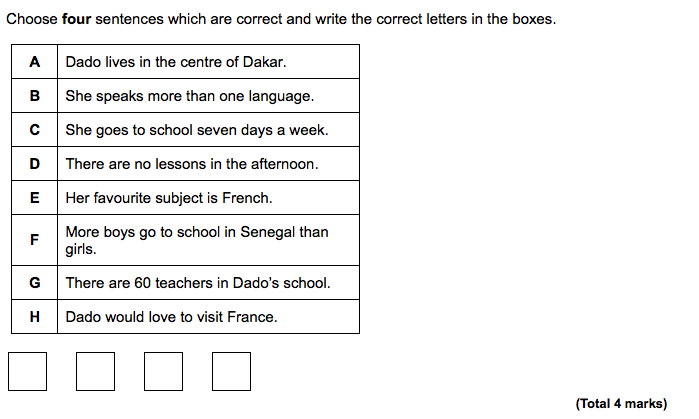 Choose four sentences which are correct and write the correct letters in the boxes.
A Dado lives in the centre of Dakar.
B She speaks more than one language.
C She goes to school seven days a week.
D There are no lessons in the afternoon.
E Her favourite subject is French.
F More boys go to school in Senegal than
girls.
G There are 60 teachers in Dado's school.
H Dado would love to visit France.
(Total 4 marks)